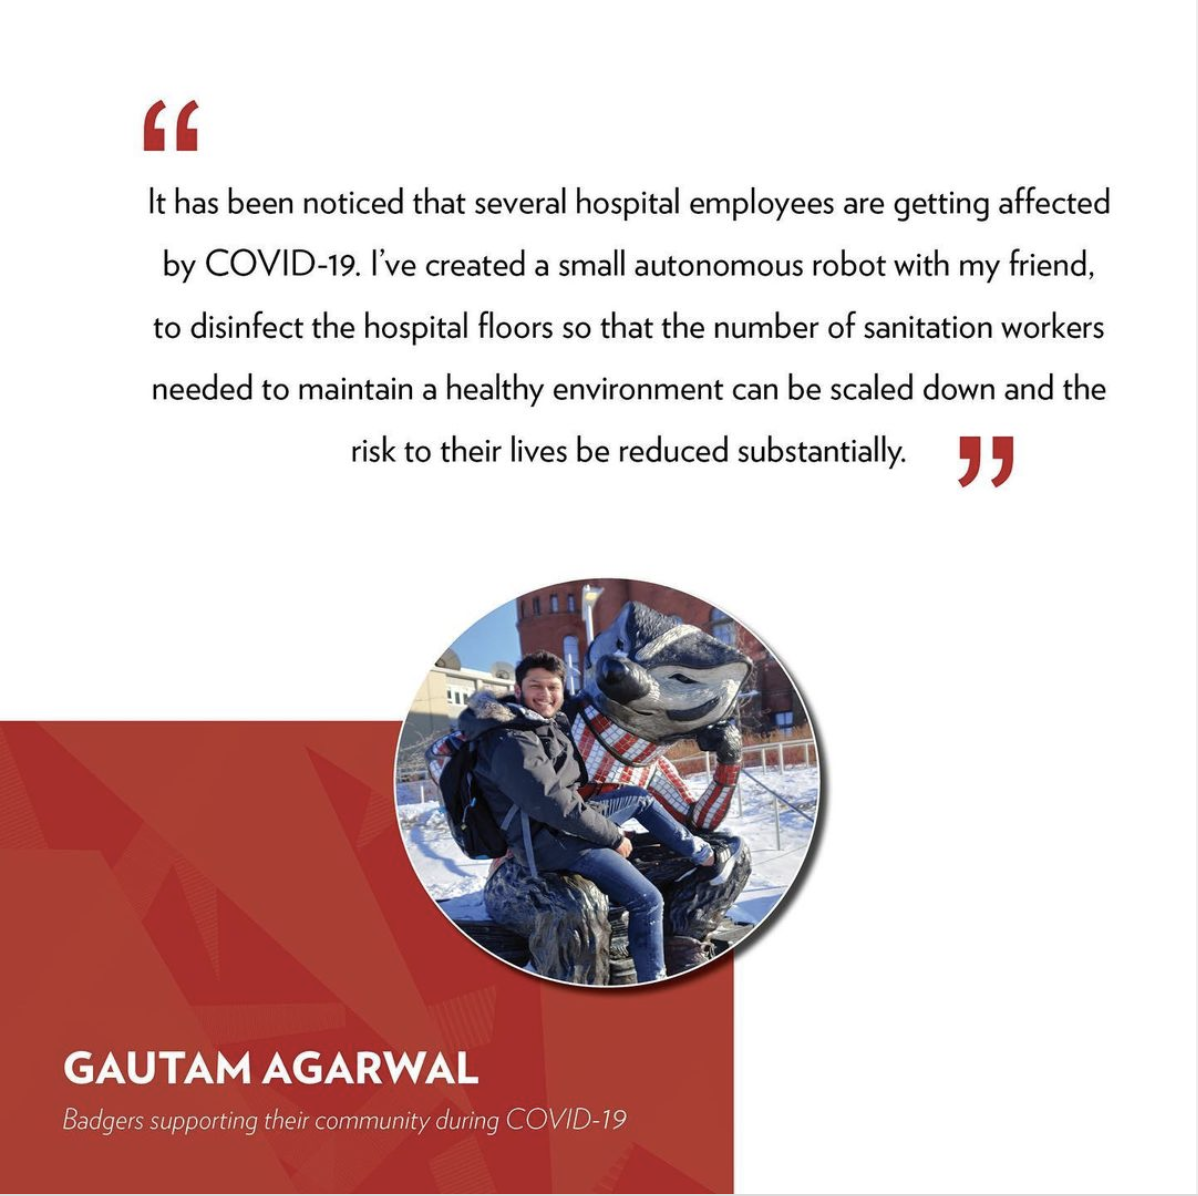 “
It has been noticed that several hospital employees are getting affected
by COVID-19. I’ve created a small autonomous robot with my friend,
to disinfect the hospital floors so that the number of sanitation workers
needed to maintain a healthy environment can be scaled down and the
risk to their lives be reduced substantially. ”
GAUTAM AGARWAL
Badgers supporting their community during COVID-19